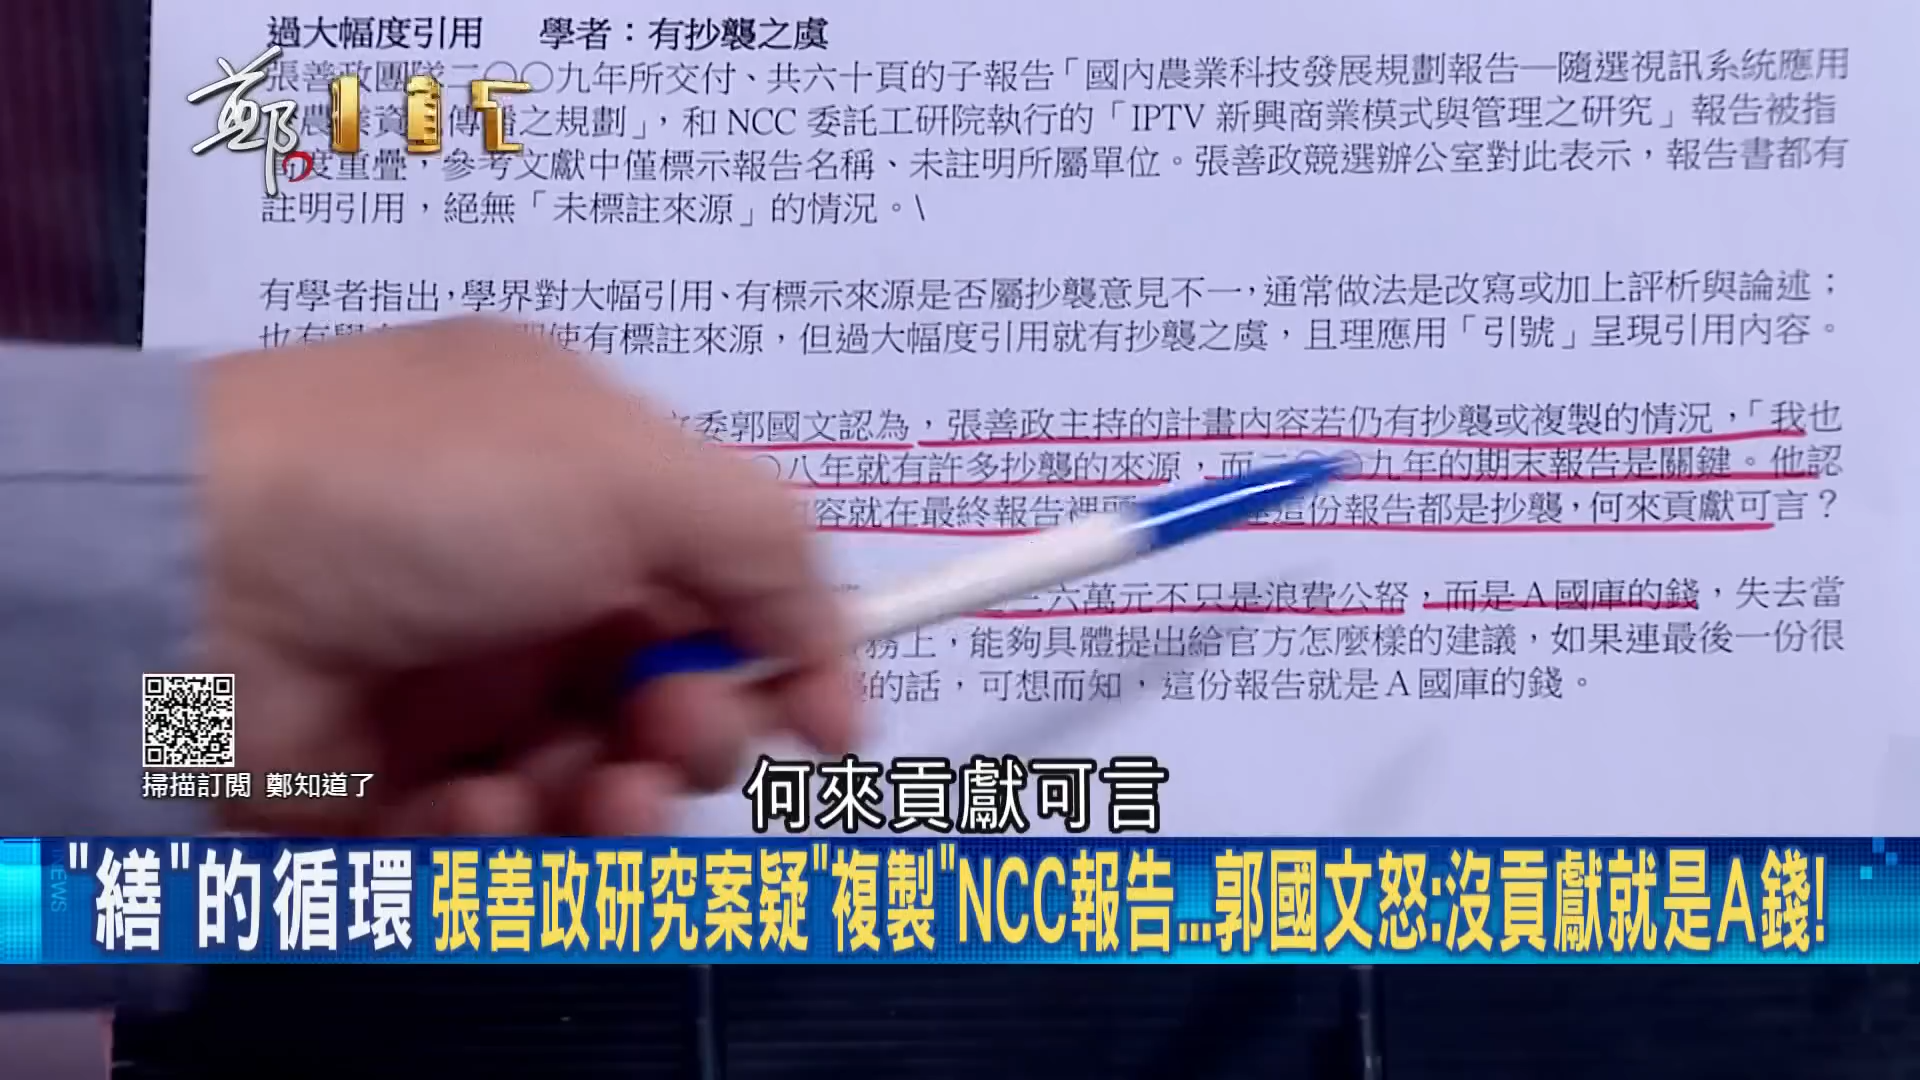 過大幅度引用　學者：有抄襲之虞
張善政團隊二〇〇九年所交付、共六十頁的子報告「國內農業科技發展規劃報告—隨選視訊系統應用
農業資 傳播之規劃」，和 NCC 委託工研院執行的「IPTV 新興商業模式與管理之研究」報告被指
高度重疊，參考文獻中僅標示報告名稱、未註明所屬單位。張善政競選辦公室對此表示，報告書都有
註明引用，絕無「未標註來源」的情況。\
有學者指出，學界對大幅引用、有標示來源是否屬抄襲意見不一，通常做法是改寫或加上評析與論述；
也有學 使有標註來源，但過大幅度引用就有抄襲之虞，且理應用「引號」呈現引用內容。
委郭國文認為，張善政主持的計畫內容若仍有抄襲或複製的情況，「我也
〇八年就有許多抄襲的來源，而二〇〇九年的期末報告是關鍵。他認
容就在最終報告裡 這份報告都是抄襲，何來貢獻可言？
六萬元不只是浪費公帑，而是A國庫的錢，失去當
務上，能夠具體提出給官方怎麼樣的建議，如果連最後一份很
的話，可想而知，這份報告就是A國庫的錢。
鄭
掃描訂閱 鄭知道了
何來貢獻可言
"繕"的循環 張善政研究案疑"複製"NCC報告...郭國文怒:沒貢獻就是A錢!
NEWS